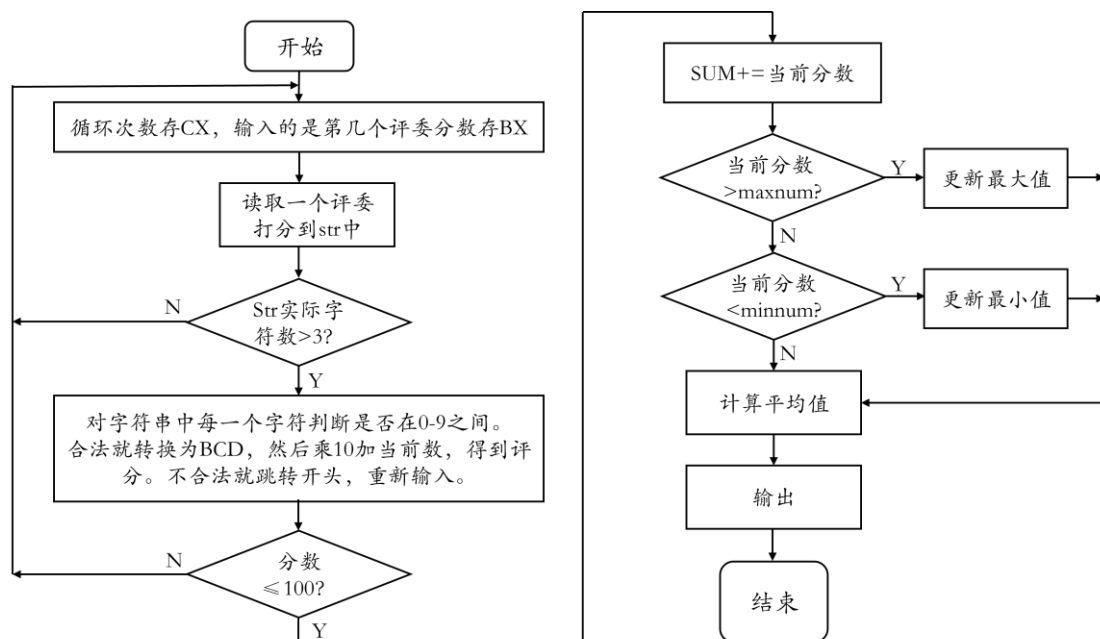 开始
循环次数存CX，输入的是第几个评委分数存BX
读取一个评委
打分到str中
N
Str实际字
符数>3?
Y
对字符串中每一个字符判断是否在0-9之间。
合法就转换为BCD，然后乘10加当前数，得到评
分。不合法就跳转开头，重新输入。
N
分数
≤100?
Y
SUM+=当前分数
当前分数
>maxnum?
Y
更新最大值
N
当前分数
<minnum?
Y
更新最小值
N
计算平均值
输出
结束